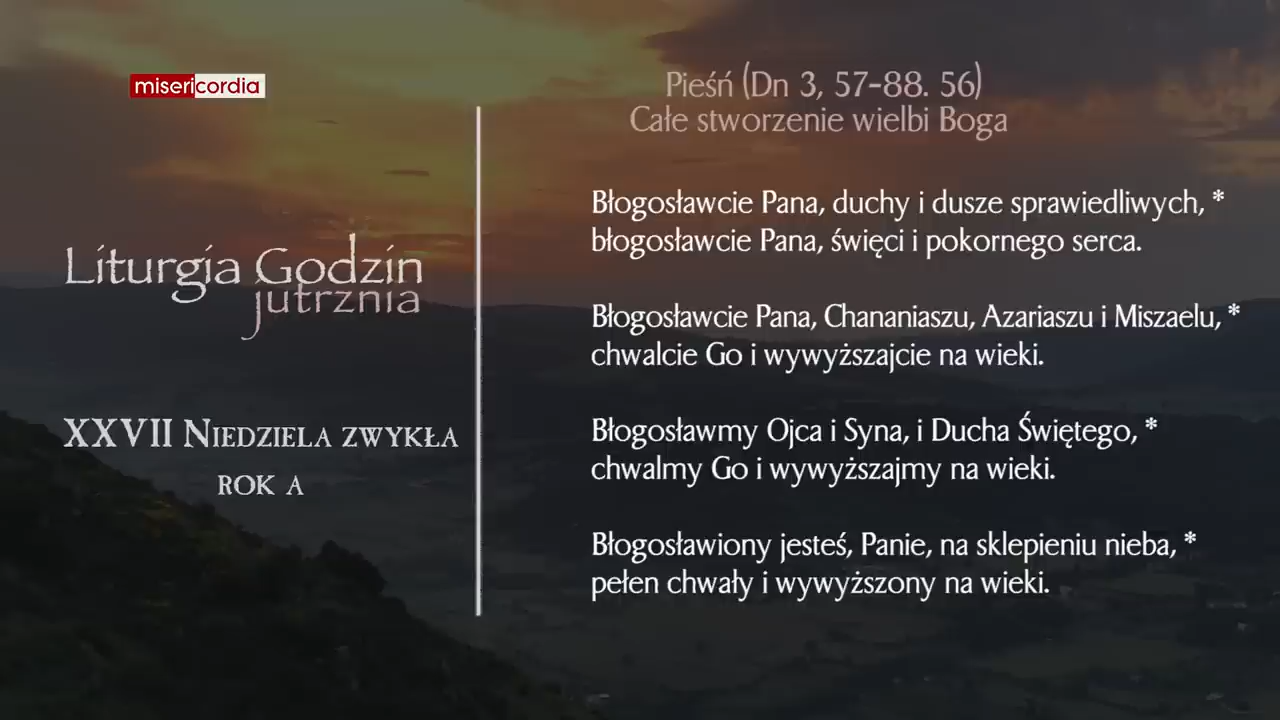 misericordia
Liturgia Godzin
jutrznia
XXVII Niedziela zwykła
rok A
Pieśń (Dn 3, 57-88. 56)
Całe stworzenie wielbi Boga
Błogosławcie Pana, duchy i dusze sprawiedliwych, *
błogosławcie Pana, święci i pokornego serca.
Błogosławcie Pana, Chananiaszu, Azariaszu i Miszaelu, *
chwalcie Go i wywyższajcie na wieki.
Błogosławmy Ojca i Syna, i Ducha Świętego, *
chwalmy Go i wywyższajmy na wieki.
Błogosławiony jesteś, Panie, na sklepieniu nieba, *
pełen chwały i wywyższony na wieki.